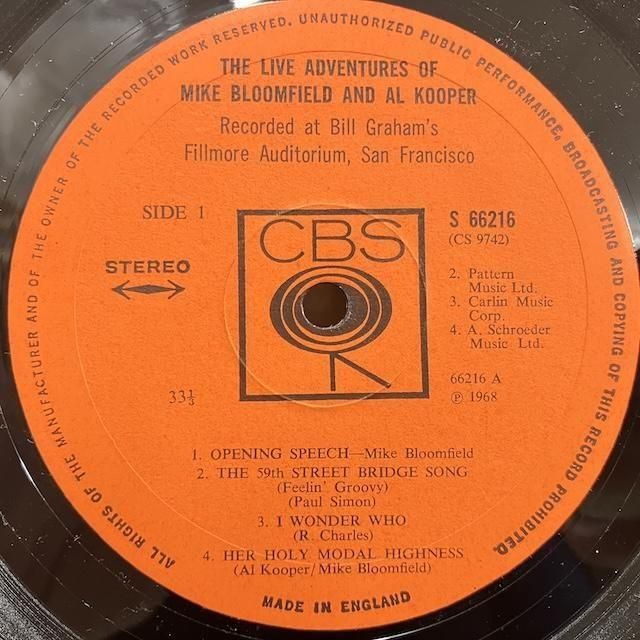 ALL RIGHTS OF THE MANUFACTURER AND OF THE OWNER OF THE RECORDED WORK RESERVED. UNAUTHORIZED PUBLIC PERFORMANCE, BROADCASTING AND COPYING OF THIS RECORD PROHIBITED.
THE LIVE ADVENTURES OF
MIKE BLOOMFIELD AND AL KOOPER
Recorded at Bill Graham's
Fillmore Auditorium, San Francisco
SIDE 1
STEREO
33⅓
CBS
S 66216
(CS 9742)
2. Pattern
Music Ltd.
3. Carlin Music
Corp.
4. A. Schroeder
Music Ltd.
66216 A
Ⓟ 1968
1. OPENING SPEECH—Mike Bloomfield
2. THE 59th STREET BRIDGE SONG
(Feelin' Groovy)
(Paul Simon)
3. I WONDER WHO
(R. Charles)
4. HER HOLY MODAL HIGHNESS
(Al Kooper/Mike Bloomfield)
MADE IN ENGLAND